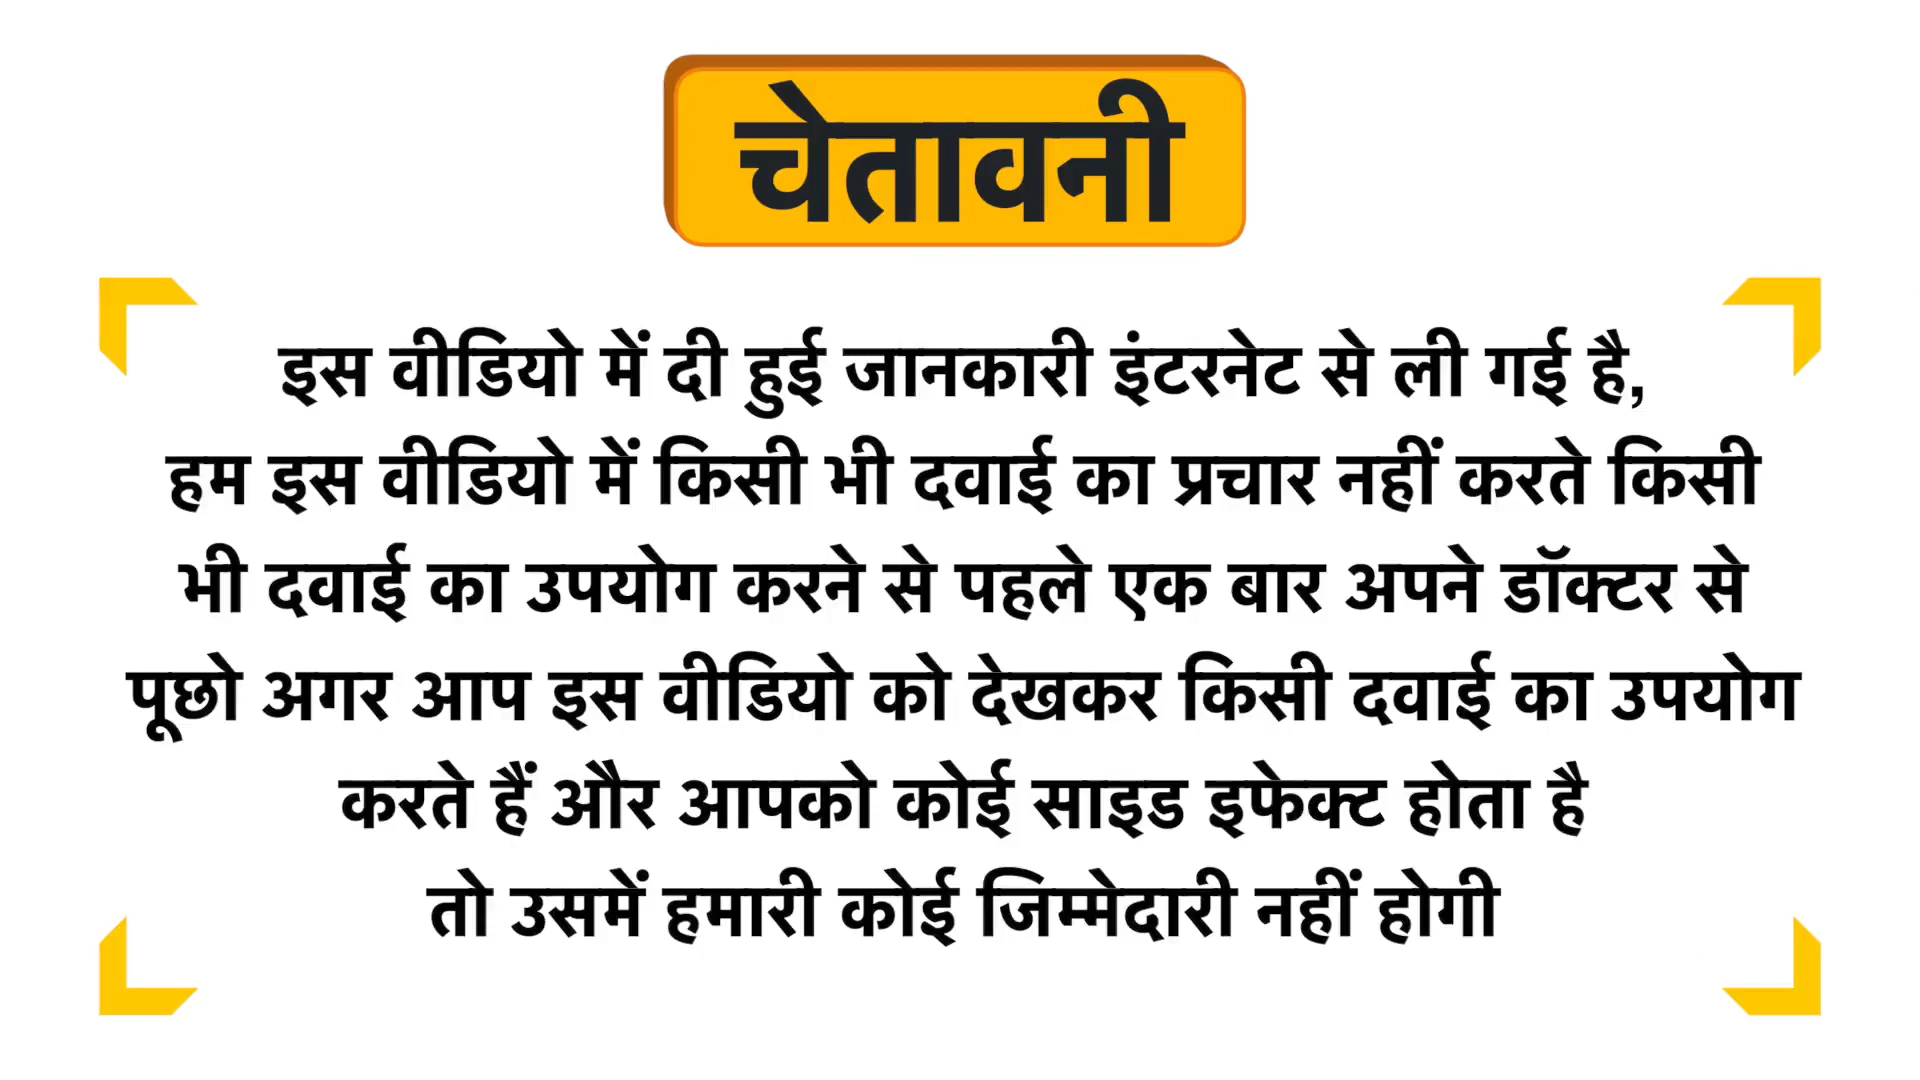 चेतावनी
इस वीडियो में दी हुई जानकारी इंटरनेट से ली गई है,
हम इस वीडियो में किसी भी दवाई का प्रचार नहीं करते किसी
भी दवाई का उपयोग करने से पहले एक बार अपने डॉक्टर से
पूछो अगर आप इस वीडियो को देखकर किसी दवाई का उपयोग
करते हैं और आपको कोई साइड इफेक्ट होता है
तो उसमें हमारी कोई जिम्मेदारी नहीं होगी